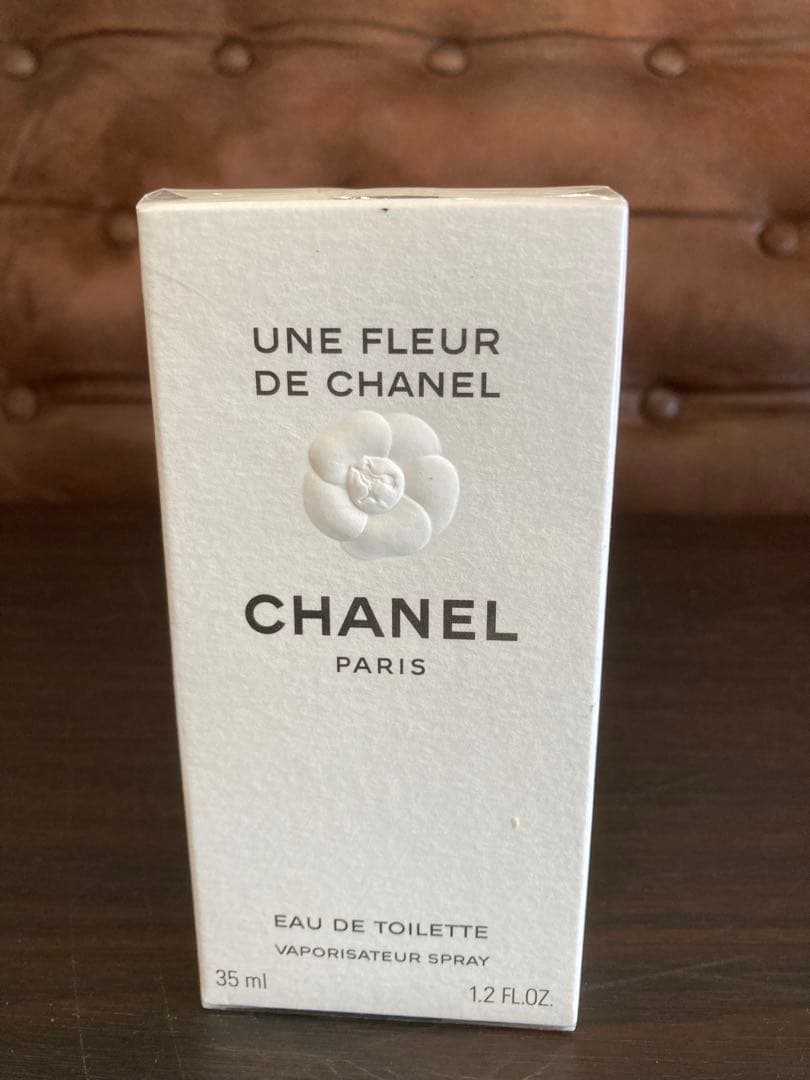 UNE FLEUR
DE CHANEL
CHANEL
PARIS
EAU DE TOILETTE
VAPORISATEUR SPRAY
35 ml
1.2 FL.OZ.